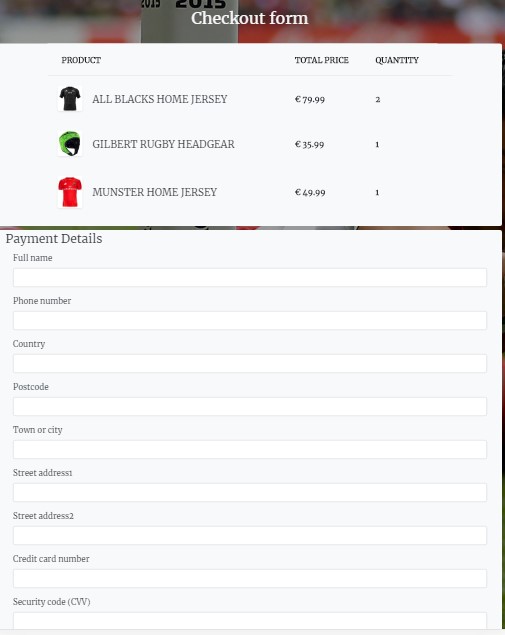 2015 2015
Checkout form
PRODUCT TOTAL PRICE QUANTITY
ALL BLACKS HOME JERSEY € 79.99 2
GILBERT RUGBY HEADGEAR € 35.99 1
MUNSTER HOME JERSEY € 49.99 1
Payment Details
Full name
Phone number
Country
Postcode
Town or city
Street address1
Street address2
Credit card number
Security code (CVV)